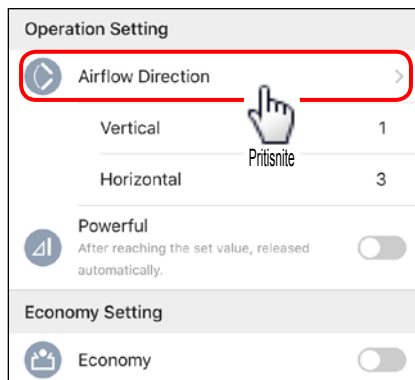 Operation Setting
Airflow Direction
Pritisnite
Vertical 1
Horizontal 3
Powerful
After reaching the set value, released
automatically.
Economy Setting
Economy